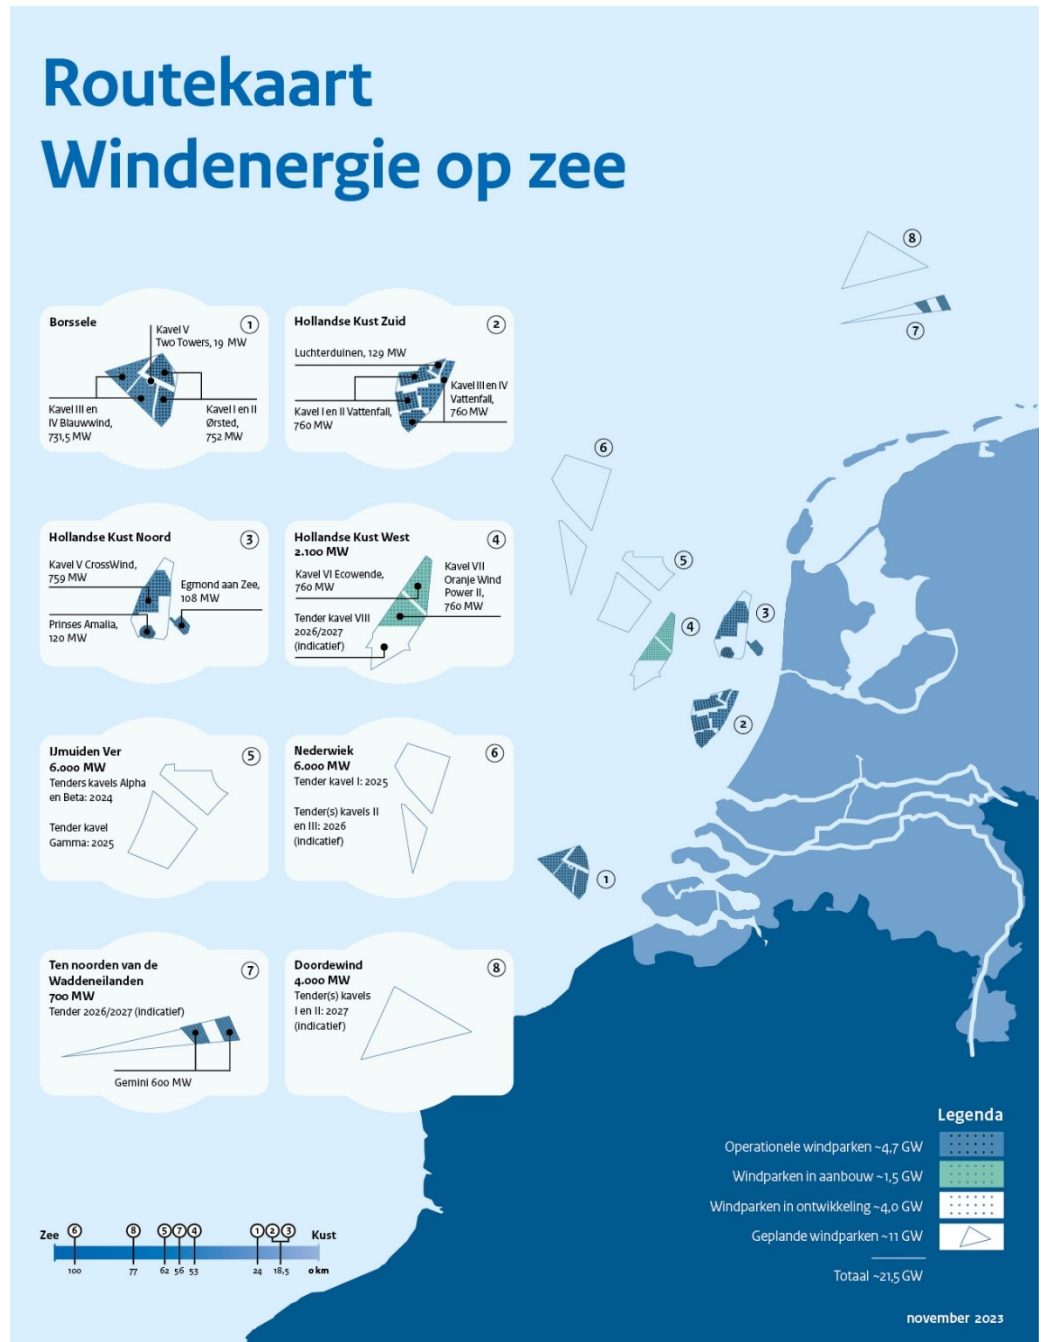 Routekaart
Windenergie op zee
Borssele
1
Kavel V
Two Towers, 19 MW
Kavel III en
IV Blauwwind,
731,5 MW
Kavel I en II
Ørsted,
752 MW
Hollandse Kust Zuid
2
Luchterduinen, 129 MW
Kavel III en IV
Vattenfall,
760 MW
Kavel I en II Vattenfall,
760 MW
Hollandse Kust Noord
3
Kavel V CrossWind,
759 MW
Egmond aan Zee,
108 MW
Prinses Amalia,
120 MW
Hollandse Kust West
2.100 MW
4
Kavel VI Ecowende,
760 MW
Kavel VII
Oranje Wind
Power II,
760 MW
Tender kavel VIII
2026/2027
(indicatief)
IJmuiden Ver
6.000 MW
5
Tenders kavels Alpha
en Beta: 2024
Tender kavel
Gamma: 2025
Nederwiek
6.000 MW
6
Tender kavel I: 2025
Tender(s) kavels II
en III: 2026
(indicatief)
Ten noorden van de
Waddeneilanden
700 MW
7
Tender 2026/2027 (indicatief)
Gemini 600 MW
Doordewind
4.000 MW
8
Tender(s) kavels
I en II: 2027
(indicatief)
8
7
6
5
4
3
2
1
Legenda
Operationele windparken ~4,7 GW
Windparken in aanbouw ~1,5 GW
Windparken in ontwikkeling ~4,0 GW
Geplande windparken ~11 GW
Totaal ~21,5 GW
Zee 6 8 5 7 4 1 2 3 Kust
100 77 62 56 53 24 18,5 0 km
november 2023